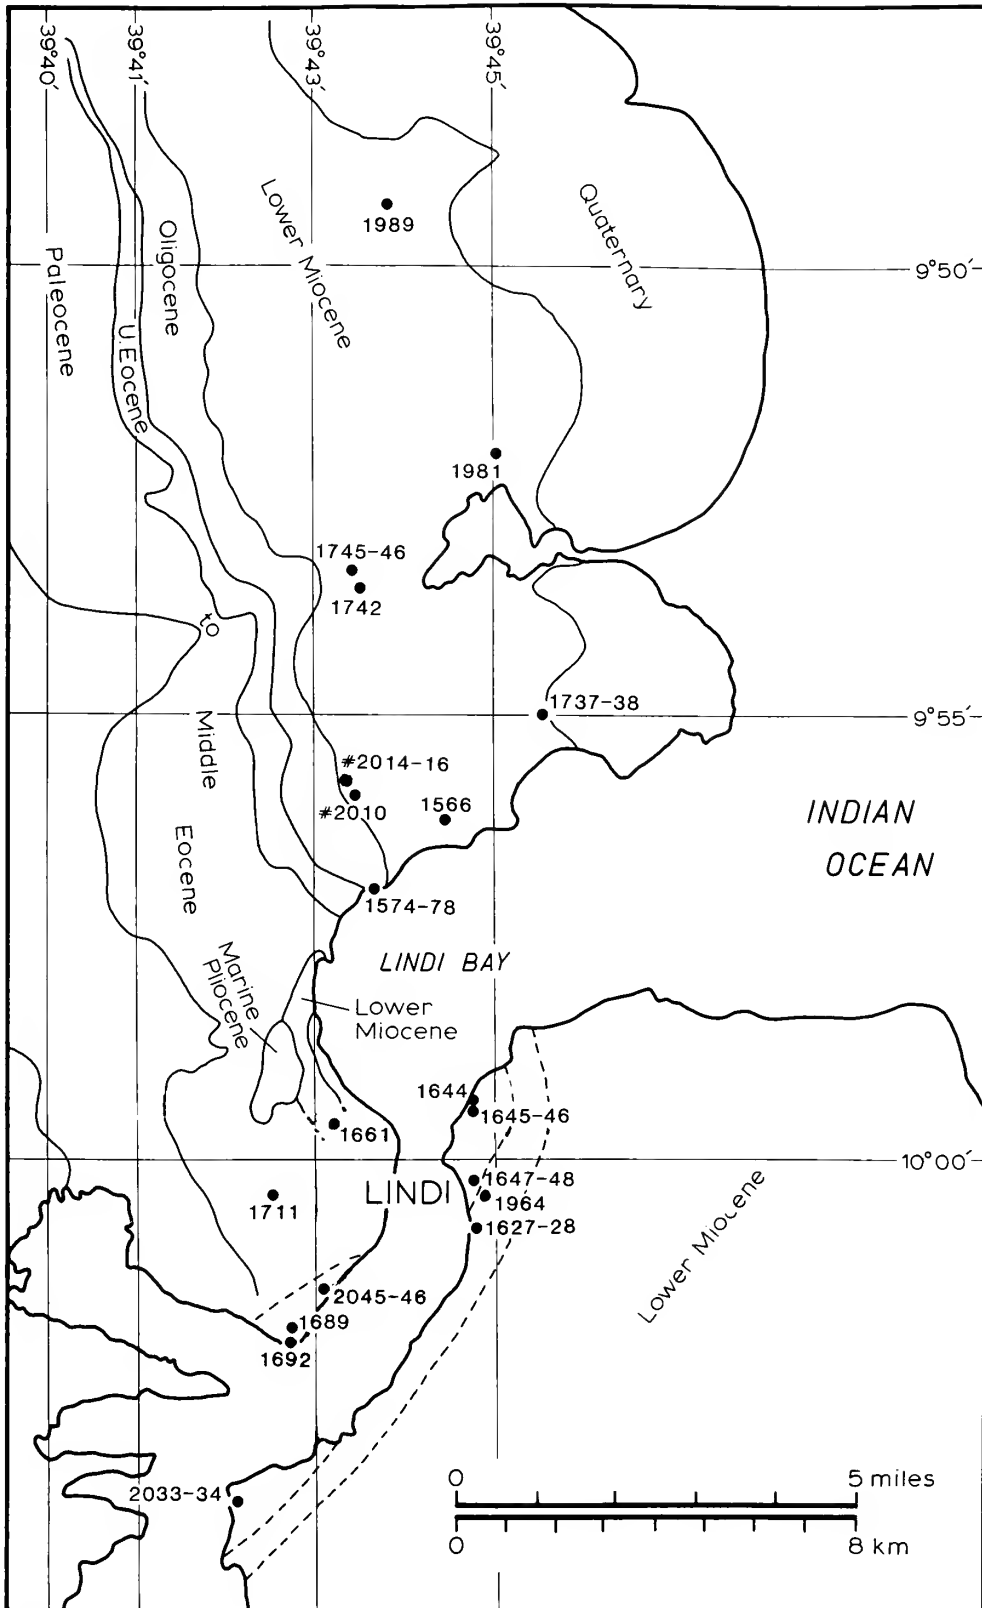 39°40′
39°41′
39°43′
39°45′
Paleocene
to
Middle
Eocene
U.Eocene
Oligocene
Lower Miocene
Quaternary
1989
9°50′
1981
1745-46
1742
1737-38
9°55′
#2014-16
#2010
1566
1574-78
INDIAN
OCEAN
LINDI BAY
Marine
Pliocene
Lower
Miocene
1644
1645-46
1661
10°00′
1647-48
LINDI
1964
1711
1627-28
Lower Miocene
2045-46
1689
1692
2033-34
0
5 miles
0
8 km